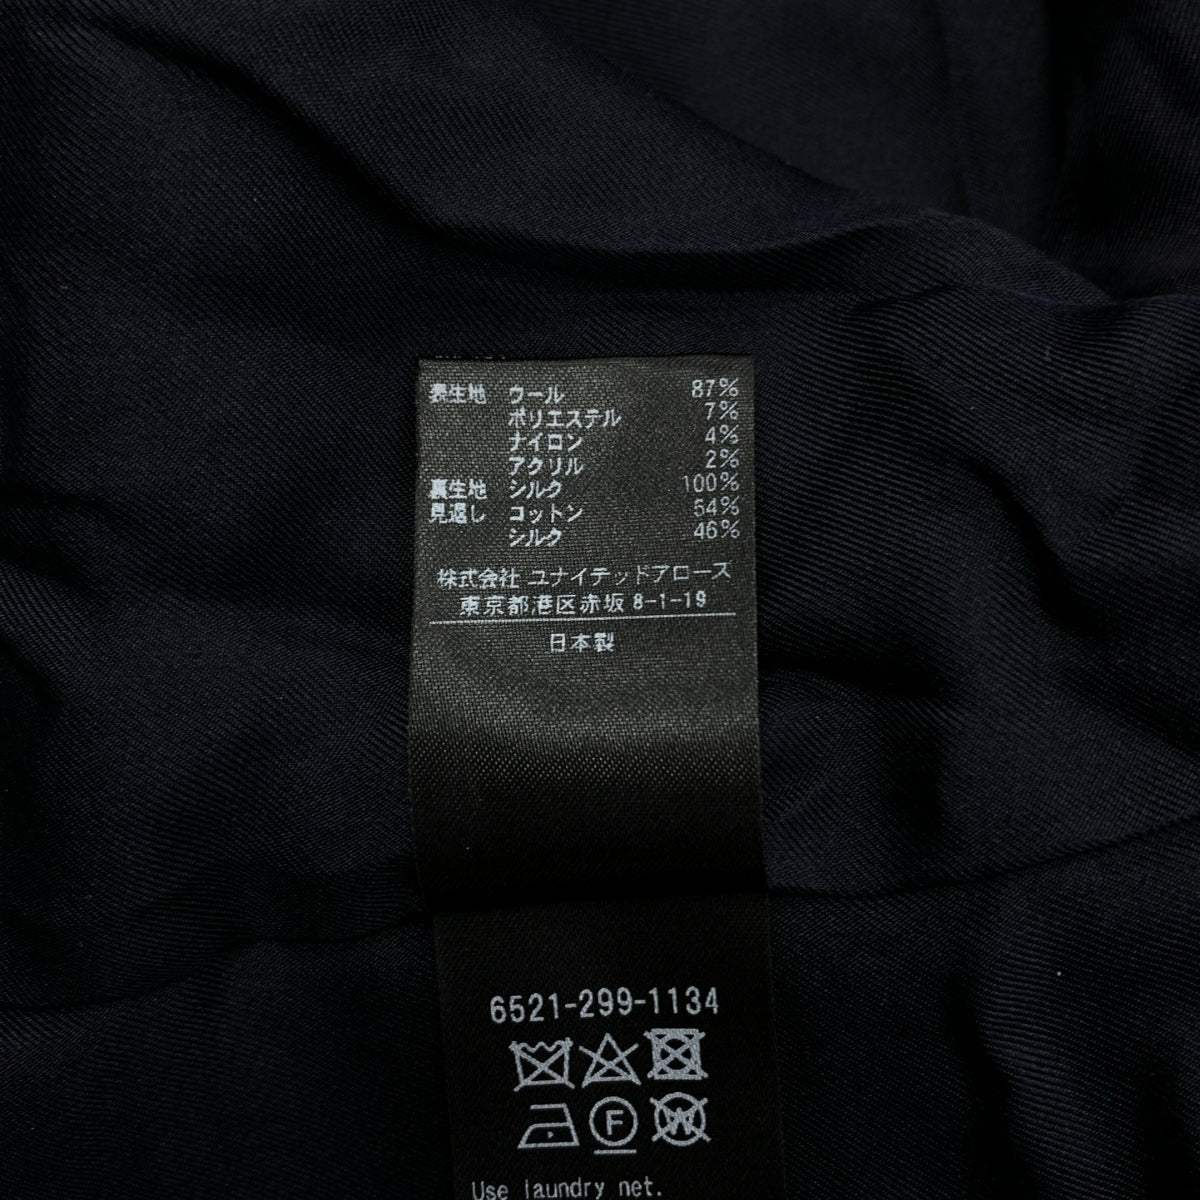 表生地 ウール 87%
ポリエステル 7%
ナイロン 4%
アクリル 2%
裏生地 シルク 100%
見返し コットン 54%
シルク 46%
株式会社 ユナイテッドアローズ
東京都港区赤坂 8-1-19
日本製
6521-299-1134
F
W
Use laundry net.